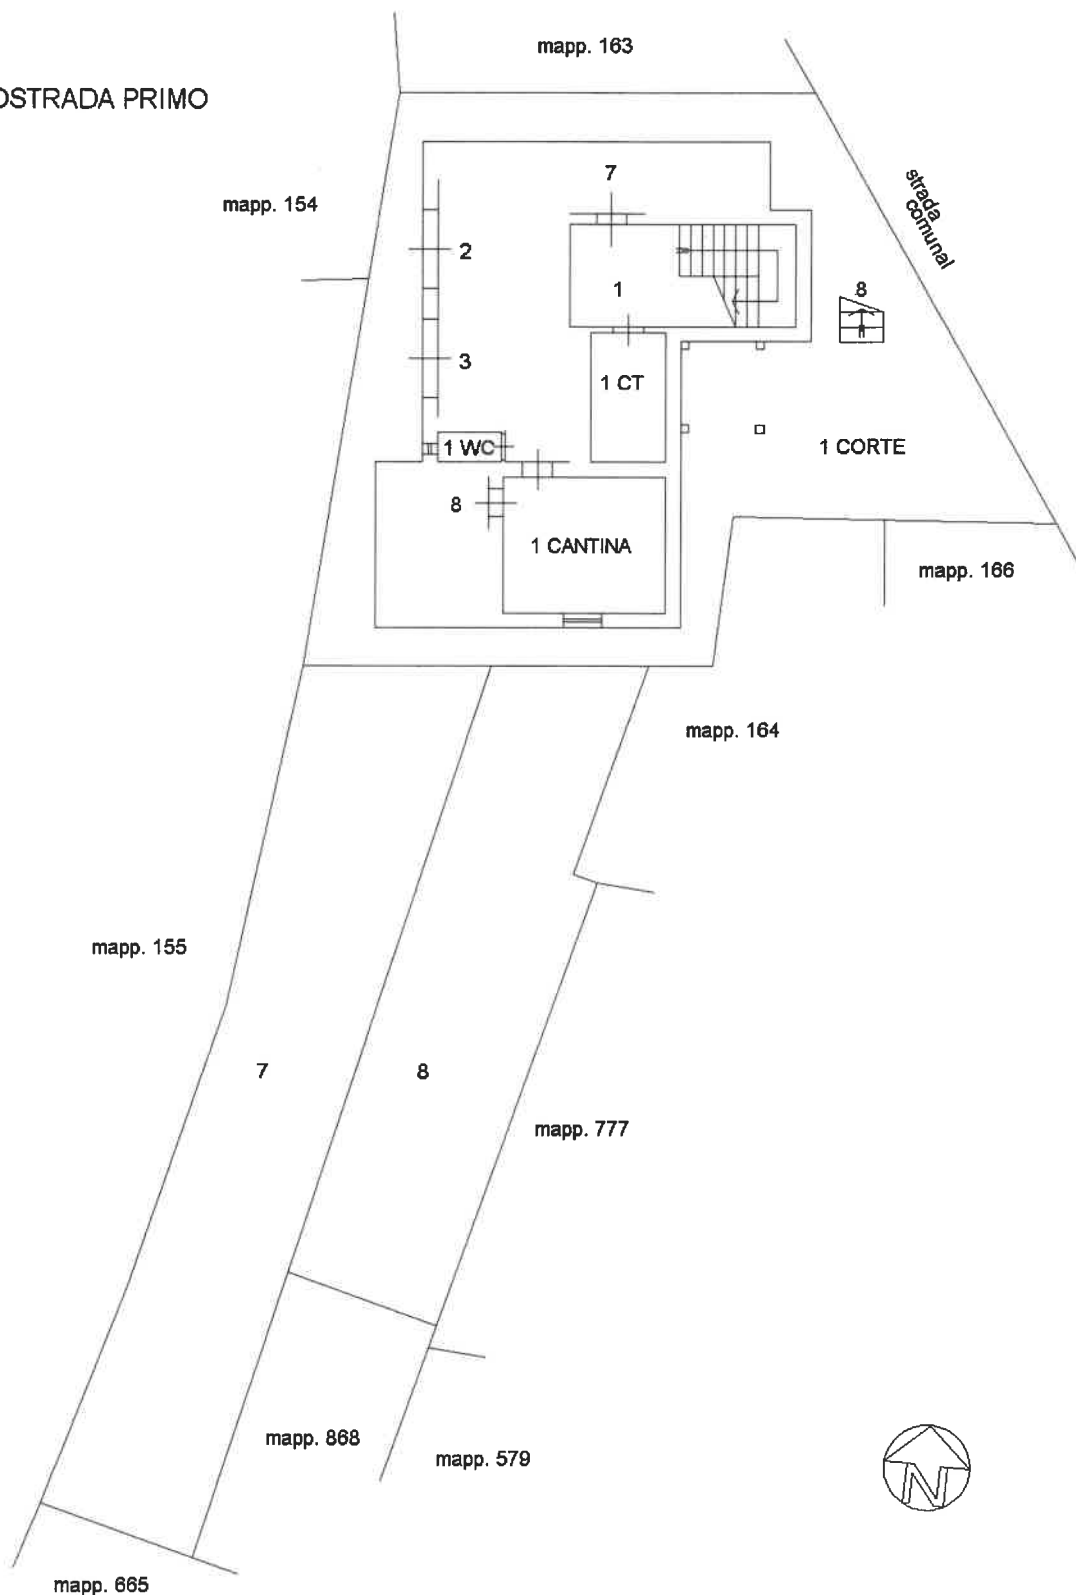 mapp. 163
OSTRADA PRIMO
mapp. 154
7
strada
comunal
2
8
1
3
1 CT
1 WC
1 CORTE
8
1 CANTINA
mapp. 166
mapp. 164
mapp. 155
7
8
mapp. 777
mapp. 868
mapp. 579
N
mapp. 665